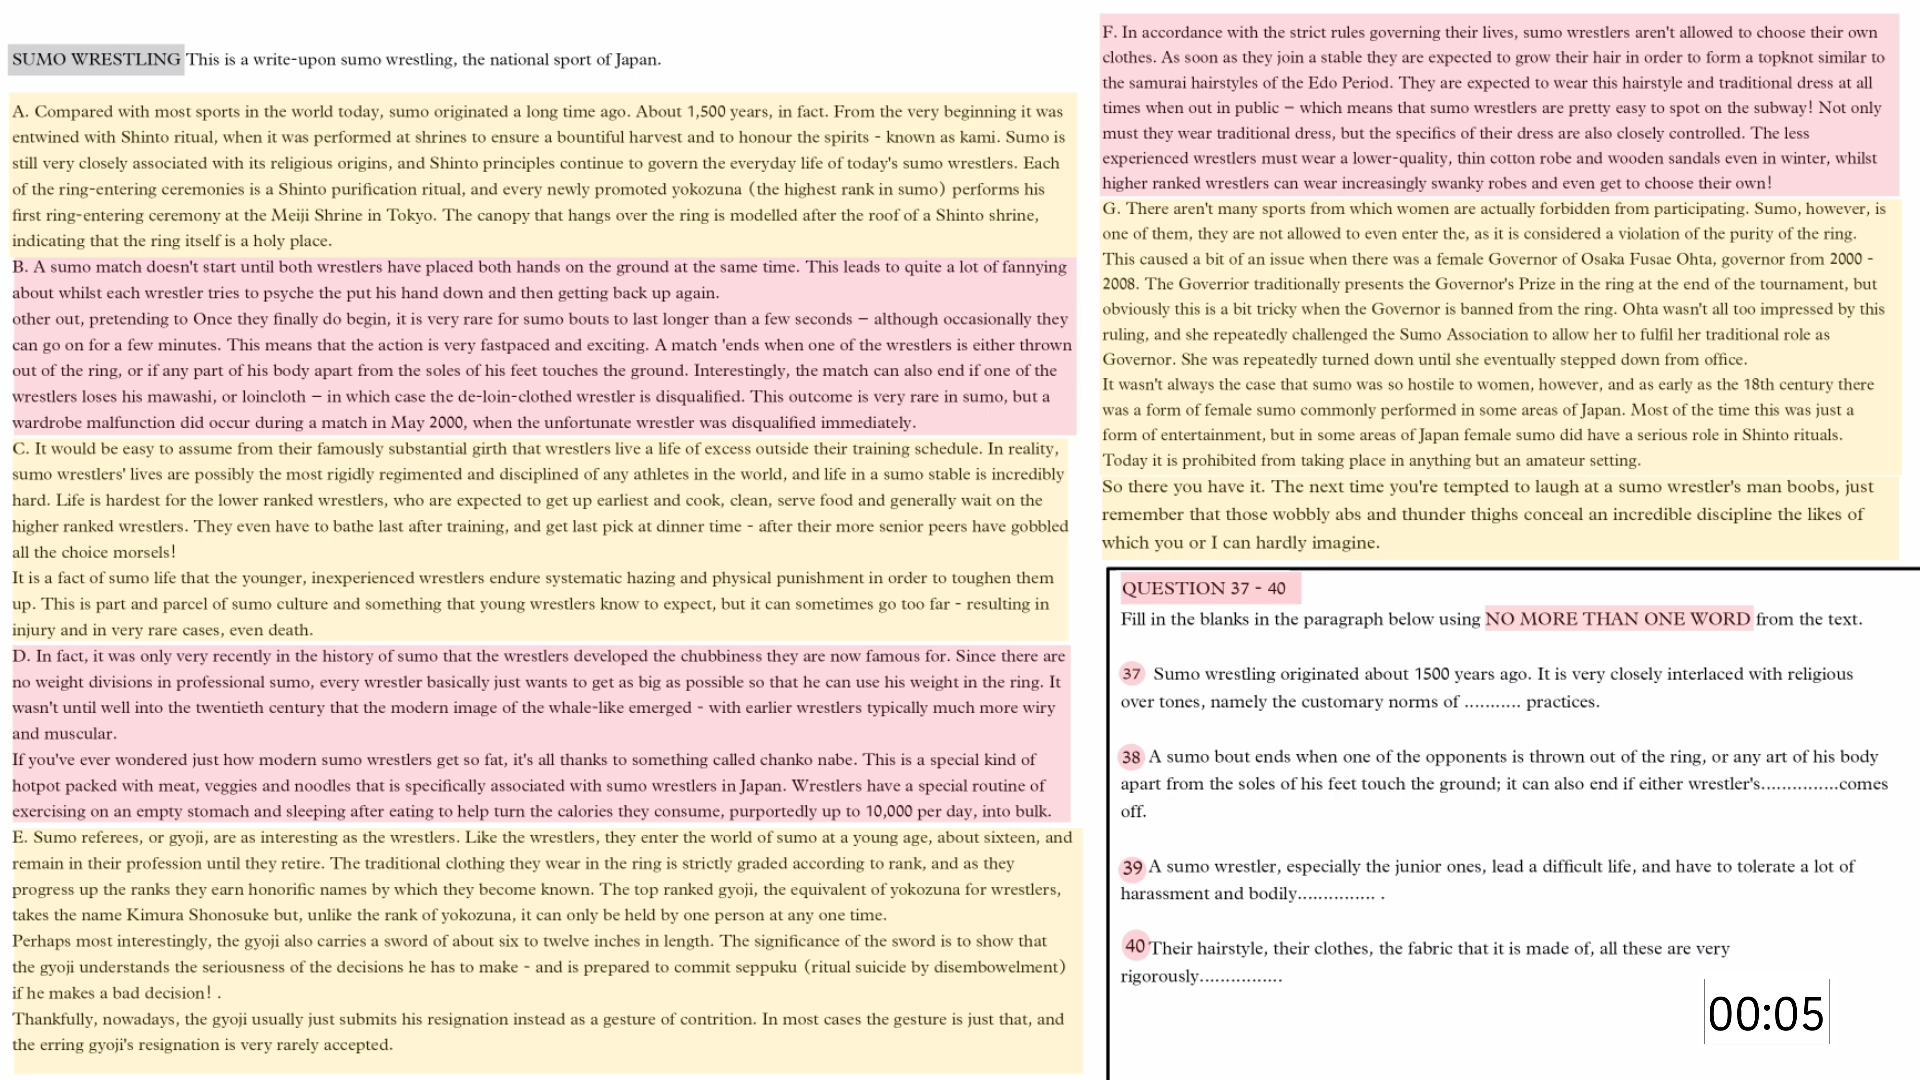 SUMO WRESTLING This is a write-upon sumo wrestling, the national sport of Japan.
A. Compared with most sports in the world today, sumo originated a long time ago. About 1,500 years, in fact. From the very beginning it was
entwined with Shinto ritual, when it was performed at shrines to ensure a bountiful harvest and to honour the spirits - known as kami. Sumo is
still very closely associated with its religious origins, and Shinto principles continue to govern the everyday life of today's sumo wrestlers. Each
of the ring-entering ceremonies is a Shinto purification ritual, and every newly promoted yokozuna (the highest rank in sumo) performs his
first ring-entering ceremony at the Meiji Shrine in Tokyo. The canopy that hangs over the ring is modelled after the roof of a Shinto shrine,
indicating that the ring itself is a holy place.
B. A sumo match doesn't start until both wrestlers have placed both hands on the ground at the same time. This leads to quite a lot of fannying
about whilst each wrestler tries to psyche the put his hand down and then getting back up again.
other out, pretending to Once they finally do begin, it is very rare for sumo bouts to last longer than a few seconds – although occasionally they
can go on for a few minutes. This means that the action is very fastpaced and exciting. A match 'ends when one of the wrestlers is either thrown
out of the ring, or if any part of his body apart from the soles of his feet touches the ground. Interestingly, the match can also end if one of the
wrestlers loses his mawashi, or loincloth – in which case the de-loin-clothed wrestler is disqualified. This outcome is very rare in sumo, but a
wardrobe malfunction did occur during a match in May 2000, when the unfortunate wrestler was disqualified immediately.
C. It would be easy to assume from their famously substantial girth that wrestlers live a life of excess outside their training schedule. In reality,
sumo wrestlers' lives are possibly the most rigidly regimented and disciplined of any athletes in the world, and life in a sumo stable is incredibly
hard. Life is hardest for the lower ranked wrestlers, who are expected to get up earliest and cook, clean, serve food and generally wait on the
higher ranked wrestlers. They even have to bathe last after training, and get last pick at dinner time - after their more senior peers have gobbled
all the choice morsels!
It is a fact of sumo life that the younger, inexperienced wrestlers endure systematic hazing and physical punishment in order to toughen them
up. This is part and parcel of sumo culture and something that young wrestlers know to expect, but it can sometimes go too far - resulting in
injury and in very rare cases, even death.
D. In fact, it was only very recently in the history of sumo that the wrestlers developed the chubbiness they are now famous for. Since there are
no weight divisions in professional sumo, every wrestler basically just wants to get as big as possible so that he can use his weight in the ring. It
wasn't until well into the twentieth century that the modern image of the whale-like emerged - with earlier wrestlers typically much more wiry
and muscular.
If you've ever wondered just how modern sumo wrestlers get so fat, it's all thanks to something called chanko nabe. This is a special kind of
hotpot packed with meat, veggies and noodles that is specifically associated with sumo wrestlers in Japan. Wrestlers have a special routine of
exercising on an empty stomach and sleeping after eating to help turn the calories they consume, purportedly up to 10,000 per day, into bulk.
E. Sumo referees, or gyoji, are as interesting as the wrestlers. Like the wrestlers, they enter the world of sumo at a young age, about sixteen, and
remain in their profession until they retire. The traditional clothing they wear in the ring is strictly graded according to rank, and as they
progress up the ranks they earn honorific names by which they become known. The top ranked gyoji, the equivalent of yokozuna for wrestlers,
takes the name Kimura Shonosuke but, unlike the rank of yokozuna, it can only be held by one person at any one time.
Perhaps most interestingly, the gyoji also carries a sword of about six to twelve inches in length. The significance of the sword is to show that
the gyoji understands the seriousness of the decisions he has to make - and is prepared to commit seppuku (ritual suicide by disembowelment)
if he makes a bad decision! .
Thankfully, nowadays, the gyoji usually just submits his resignation instead as a gesture of contrition. In most cases the gesture is just that, and
the erring gyoji's resignation is very rarely accepted.
F. In accordance with the strict rules governing their lives, sumo wrestlers aren't allowed to choose their own
clothes. As soon as they join a stable they are expected to grow their hair in order to form a topknot similar to
the samurai hairstyles of the Edo Period. They are expected to wear this hairstyle and traditional dress at all
times when out in public – which means that sumo wrestlers are pretty easy to spot on the subway! Not only
must they wear traditional dress, but the specifics of their dress are also closely controlled. The less
experienced wrestlers must wear a lower-quality, thin cotton robe and wooden sandals even in winter, whilst
higher ranked wrestlers can wear increasingly swanky robes and even get to choose their own!
G. There aren't many sports from which women are actually forbidden from participating. Sumo, however, is
one of them, they are not allowed to even enter the, as it is considered a violation of the purity of the ring.
This caused a bit of an issue when there was a female Governor of Osaka Fusae Ohta, governor from 2000 -
2008. The Goverrior traditionally presents the Governor's Prize in the ring at the end of the tournament, but
obviously this is a bit tricky when the Governor is banned from the ring. Ohta wasn't all too impressed by this
ruling, and she repeatedly challenged the Sumo Association to allow her to fulfil her traditional role as
Governor. She was repeatedly turned down until she eventually stepped down from office.
It wasn't always the case that sumo was so hostile to women, however, and as early as the 18th century there
was a form of female sumo commonly performed in some areas of Japan. Most of the time this was just a
form of entertainment, but in some areas of Japan female sumo did have a serious role in Shinto rituals.
Today it is prohibited from taking place in anything but an amateur setting.
So there you have it. The next time you're tempted to laugh at a sumo wrestler's man boobs, just
remember that those wobbly abs and thunder thighs conceal an incredible discipline the likes of
which you or I can hardly imagine.
QUESTION 37 - 40
Fill in the blanks in the paragraph below using NO MORE THAN ONE WORD from the text.
37 Sumo wrestling originated about 1500 years ago. It is very closely interlaced with religious
over tones, namely the customary norms of ........... practices.
38 A sumo bout ends when one of the opponents is thrown out of the ring, or any art of his body
apart from the soles of his feet touch the ground; it can also end if either wrestler's...............comes
off.
39 A sumo wrestler, especially the junior ones, lead a difficult life, and have to tolerate a lot of
harassment and bodily............... .
40 Their hairstyle, their clothes, the fabric that it is made of, all these are very
rigorously................
00:05